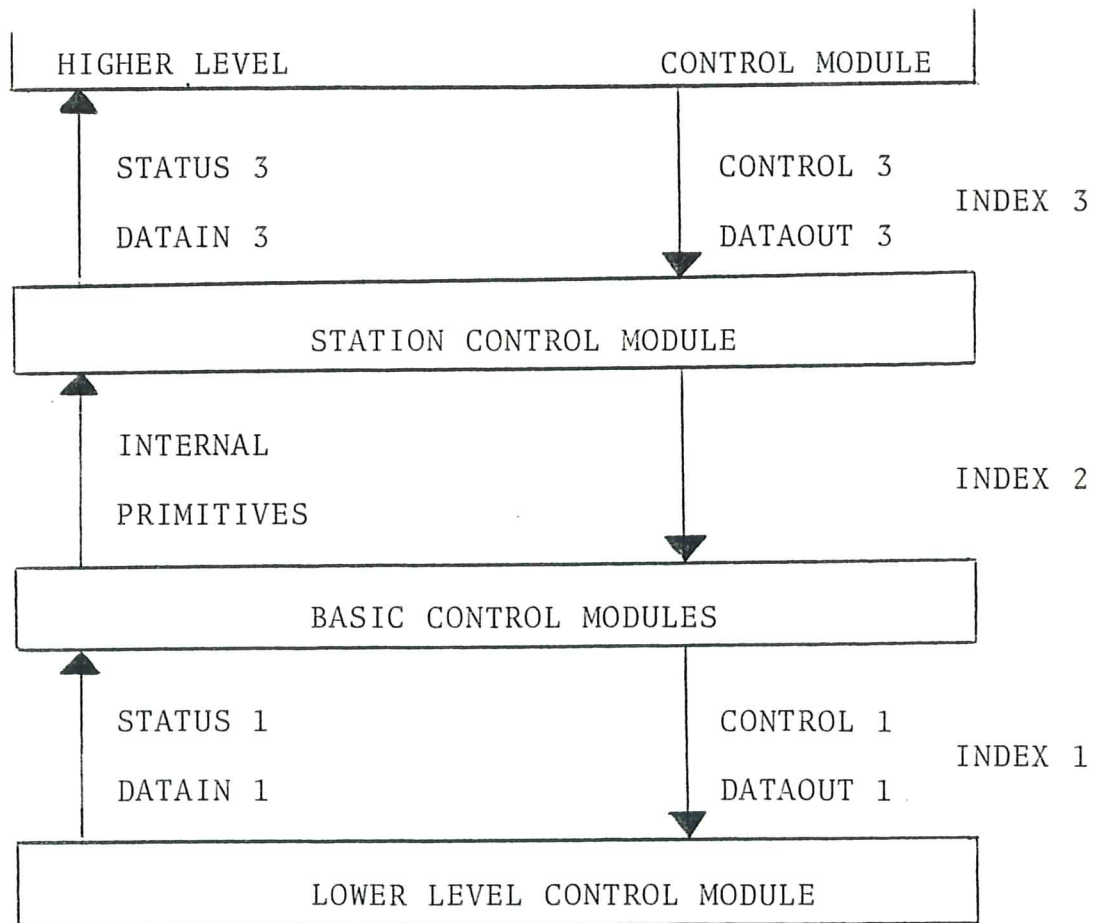 HIGHER LEVEL CONTROL MODULE
STATUS 3
DATAIN 3
CONTROL 3
DATAOUT 3
INDEX 3
STATION CONTROL MODULE
INTERNAL
PRIMITIVES
INDEX 2
BASIC CONTROL MODULES
STATUS 1
DATAIN 1
CONTROL 1
DATAOUT 1
INDEX 1
LOWER LEVEL CONTROL MODULE